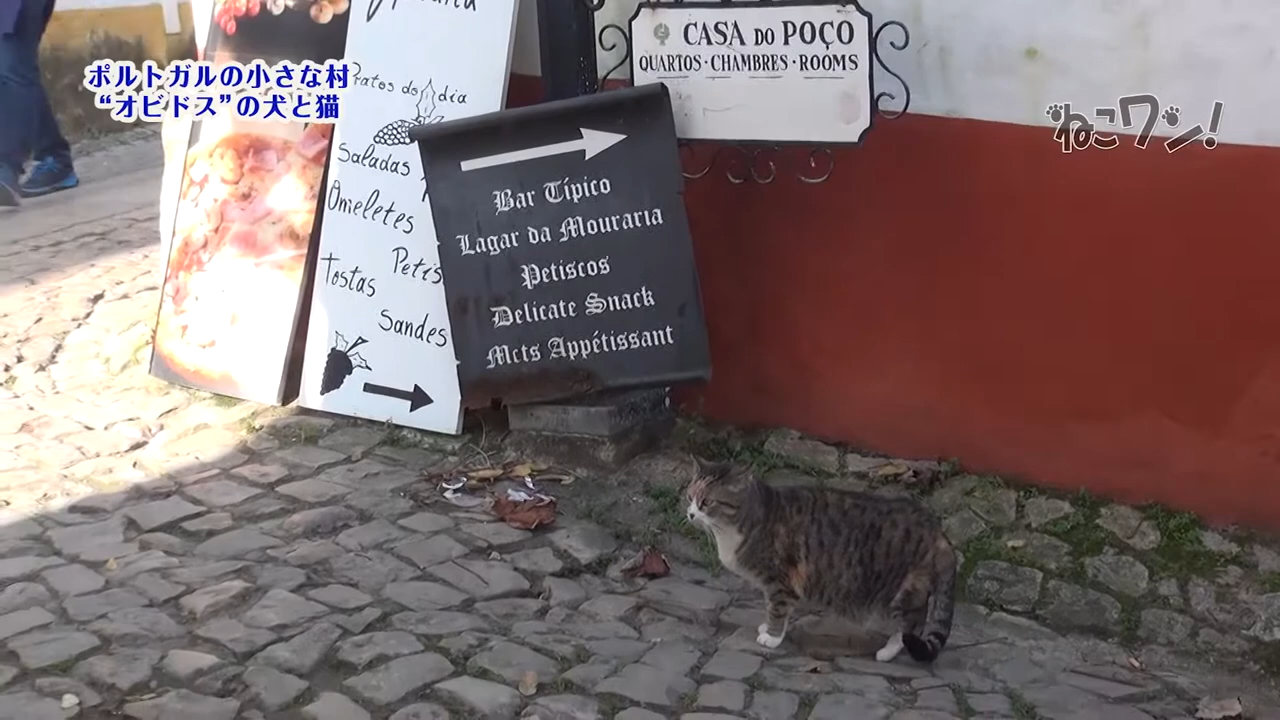 ポルトガルの小さな村
“オビドス”の犬と猫
ねこワン!
CASA DO POÇO
QUARTOS·CHAMBRES·ROOMS
Pratos do dia
Saladas
Omeletes
Petis
Tostas
Sandes
Bar Típico
Lagar da Mouraria
Petiscos
Delicate Snack
Mcts Appétissant